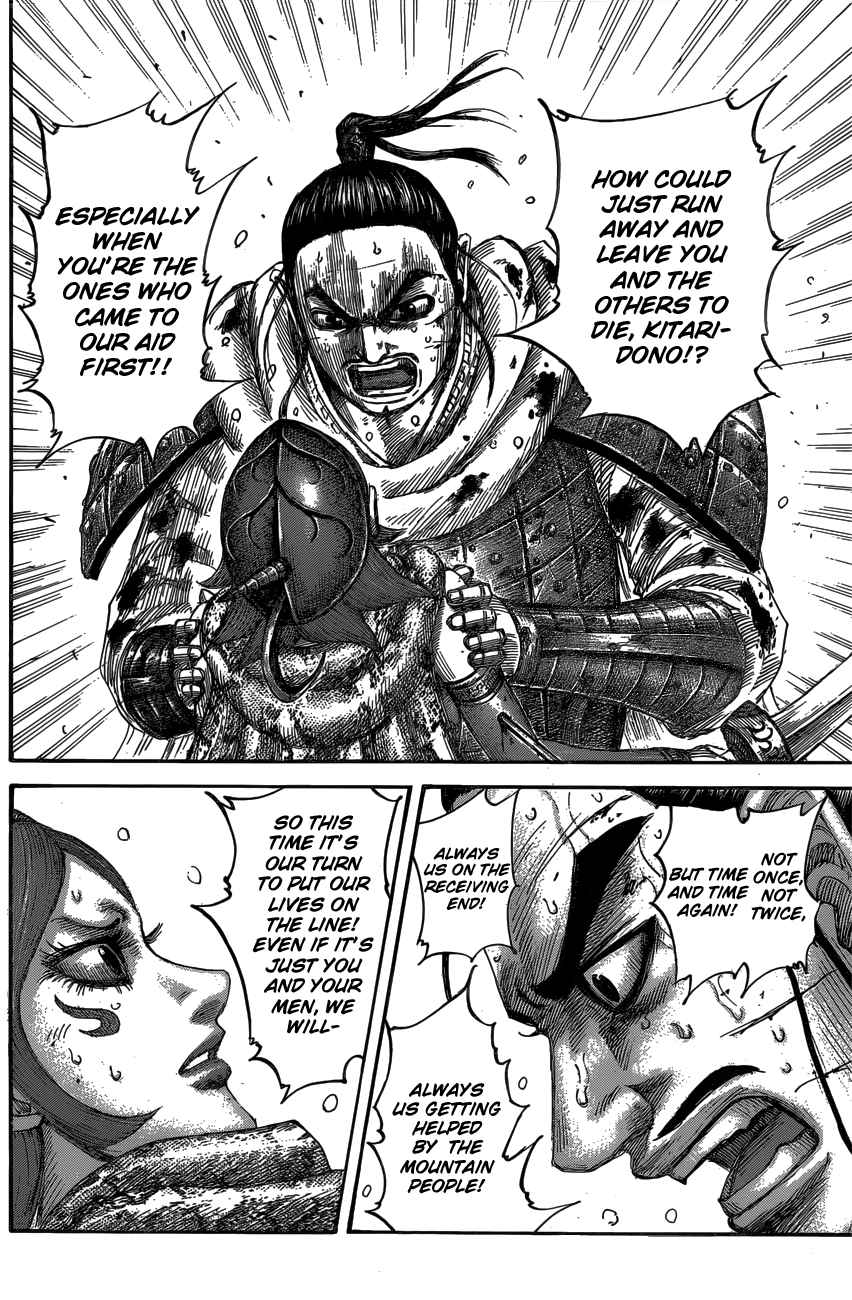 HOW COULD
JUST RUN
AWAY AND
LEAVE YOU
AND THE
OTHERS TO
DIE, KITARI-
DONO!?
ESPECIALLY
WHEN
YOU'RE THE
ONES WHO
CAME TO
OUR AID
FIRST!!
NOT
ONCE,
NOT
TWICE,
BUT TIME
AND TIME
AGAIN!
ALWAYS
US ON THE
RECEIVING
END!
ALWAYS
US GETTING
HELPED
BY THE
MOUNTAIN
PEOPLE!
SO THIS
TIME IT'S
OUR TURN
TO PUT OUR
LIVES ON
THE LINE!
EVEN IF IT'S
JUST YOU
AND YOUR
MEN, WE
WILL-